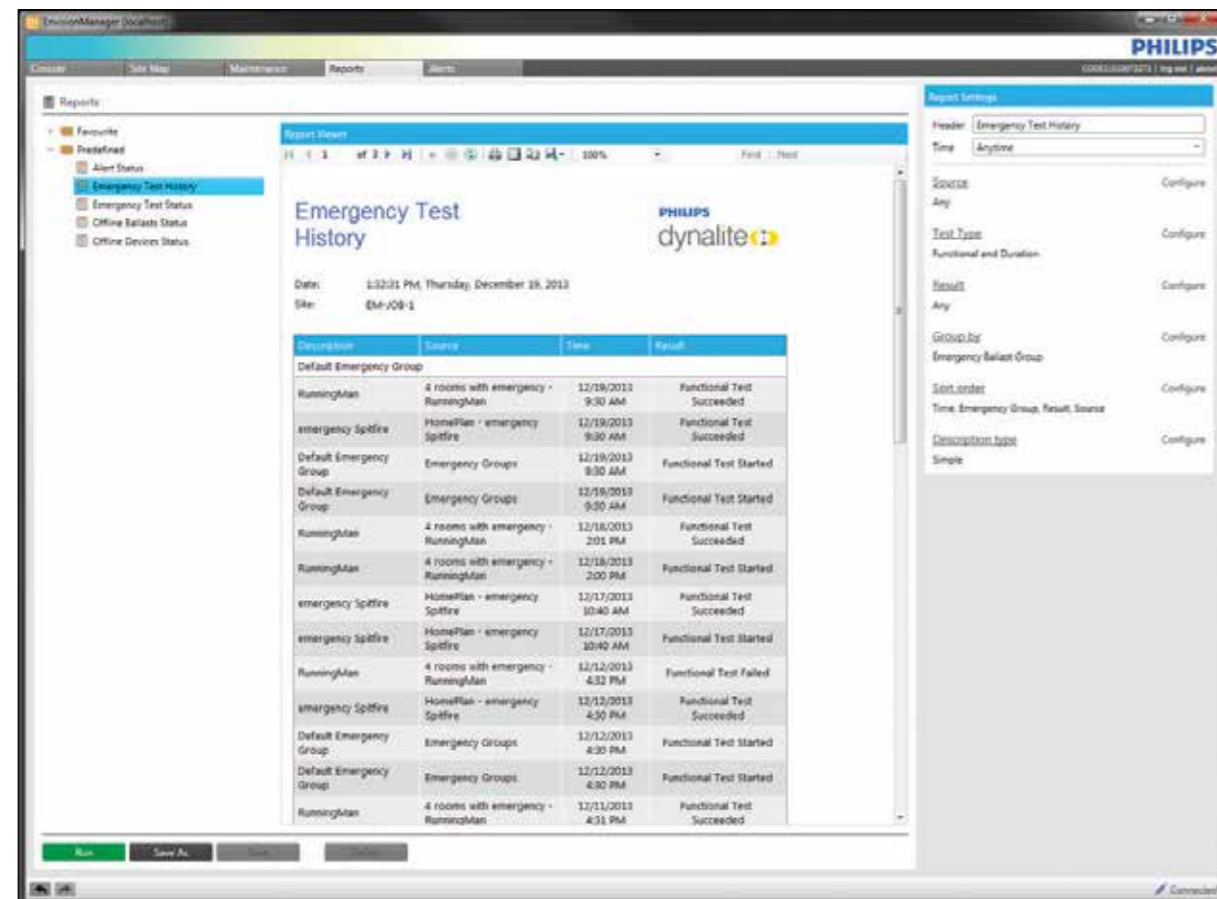 EnvisionManager (localhost)
PHILIPS
Console Site Map Maintenance Reports Alerts
| log out | about
Reports
Favourite
Predefined
Alert Status
Emergency Test History
Emergency Test Status
Offline Ballasts Status
Offline Devices Status
Report Viewer
1 of 3 100% Find Next
Emergency Test
History
PHILIPS
dynalite
Date: 1:32:31 PM, Thursday, December 19, 2013
Site: EM-JOB-1
Description Source Time Result
Default Emergency Group
RunningMan 4 rooms with emergency - RunningMan 12/19/2013 9:30 AM Functional Test Succeeded
emergency Spitfire HomePlan - emergency Spitfire 12/19/2013 9:30 AM Functional Test Succeeded
Default Emergency Group Emergency Groups 12/19/2013 9:30 AM Functional Test Started
Default Emergency Group Emergency Groups 12/19/2013 9:30 AM Functional Test Started
RunningMan 4 rooms with emergency - RunningMan 12/18/2013 2:01 PM Functional Test Succeeded
RunningMan 4 rooms with emergency - RunningMan 12/18/2013 2:00 PM Functional Test Started
emergency Spitfire HomePlan - emergency Spitfire 12/17/2013 10:40 AM Functional Test Succeeded
emergency Spitfire HomePlan - emergency Spitfire 12/17/2013 10:40 AM Functional Test Started
RunningMan 4 rooms with emergency - RunningMan 12/12/2013 4:32 PM Functional Test Failed
emergency Spitfire HomePlan - emergency Spitfire 12/12/2013 4:30 PM Functional Test Succeeded
Default Emergency Group Emergency Groups 12/12/2013 4:30 PM Functional Test Started
Default Emergency Group Emergency Groups 12/12/2013 4:30 PM Functional Test Started
RunningMan 4 rooms with emergency - RunningMan 12/11/2013 4:31 PM Functional Test Succeeded
Report Settings
Header Emergency Test History
Time Anytime
Source Configure
Any
Test Type Configure
Functional and Duration
Result Configure
Any
Group by Configure
Emergency Ballast Group
Sort order Configure
Time, Emergency Group, Result, Source
Description type Configure
Simple
Run Save As Save Delete
Connected